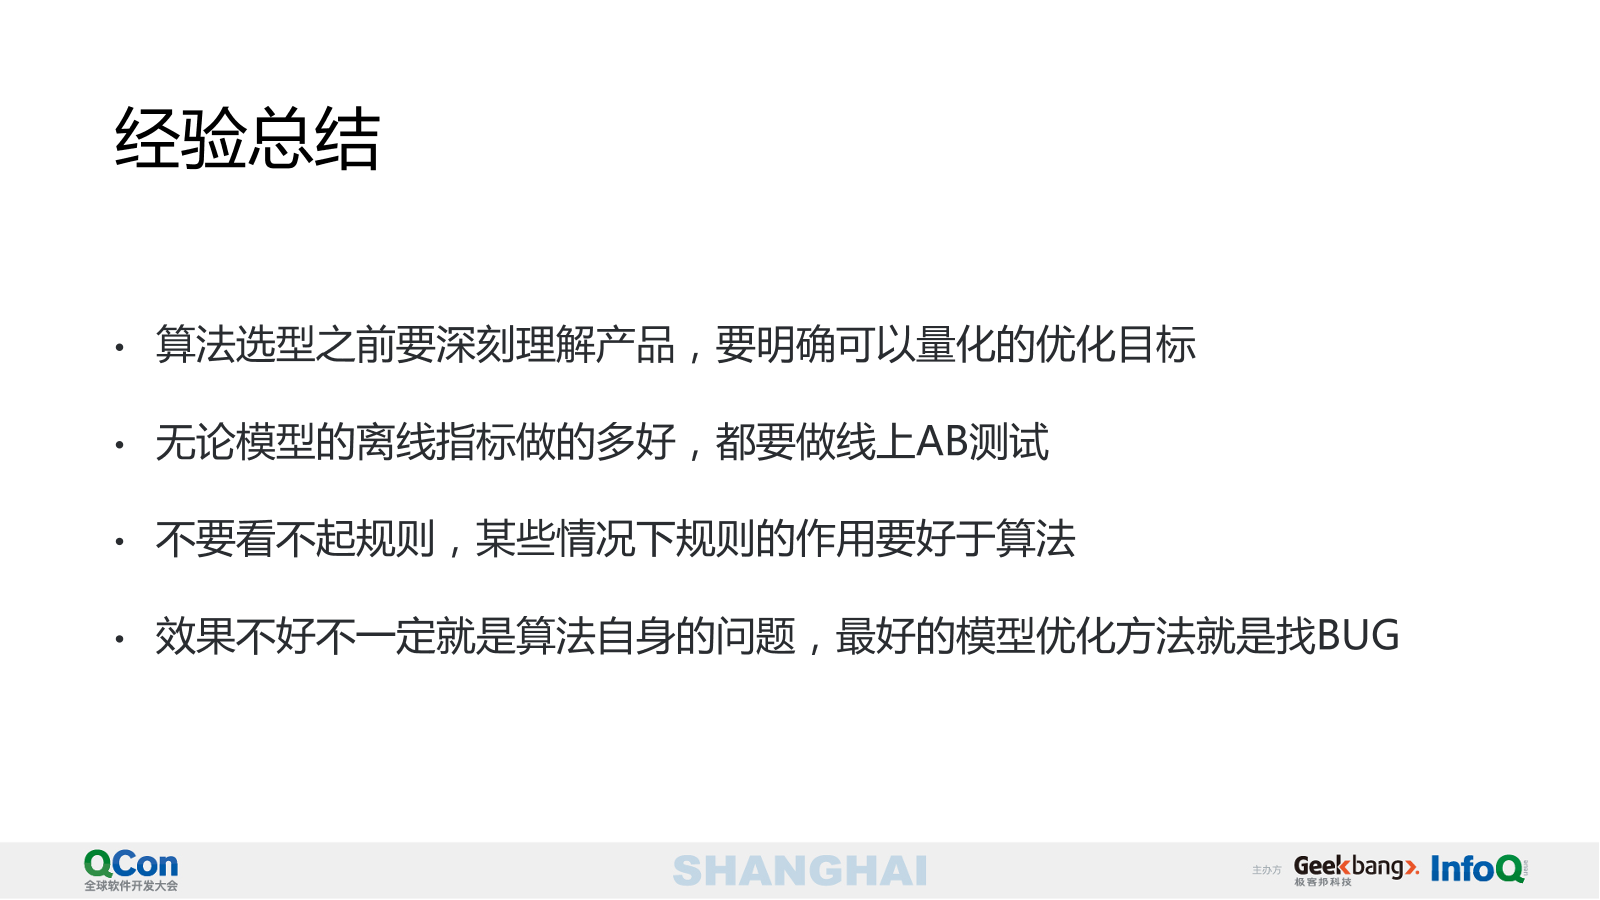 经验总结
• 算法选型之前要深刻理解产品，要明确可以量化的优化目标
• 无论模型的离线指标做的多好，都要做线上AB测试
• 不要看不起规则，某些情况下规则的作用要好于算法
• 效果不好不一定就是算法自身的问题，最好的模型优化方法就是找BUG
QCon
全球软件开发大会
SHANGHAI
主办方
Geekbang>.
极客邦科技
InfoQ